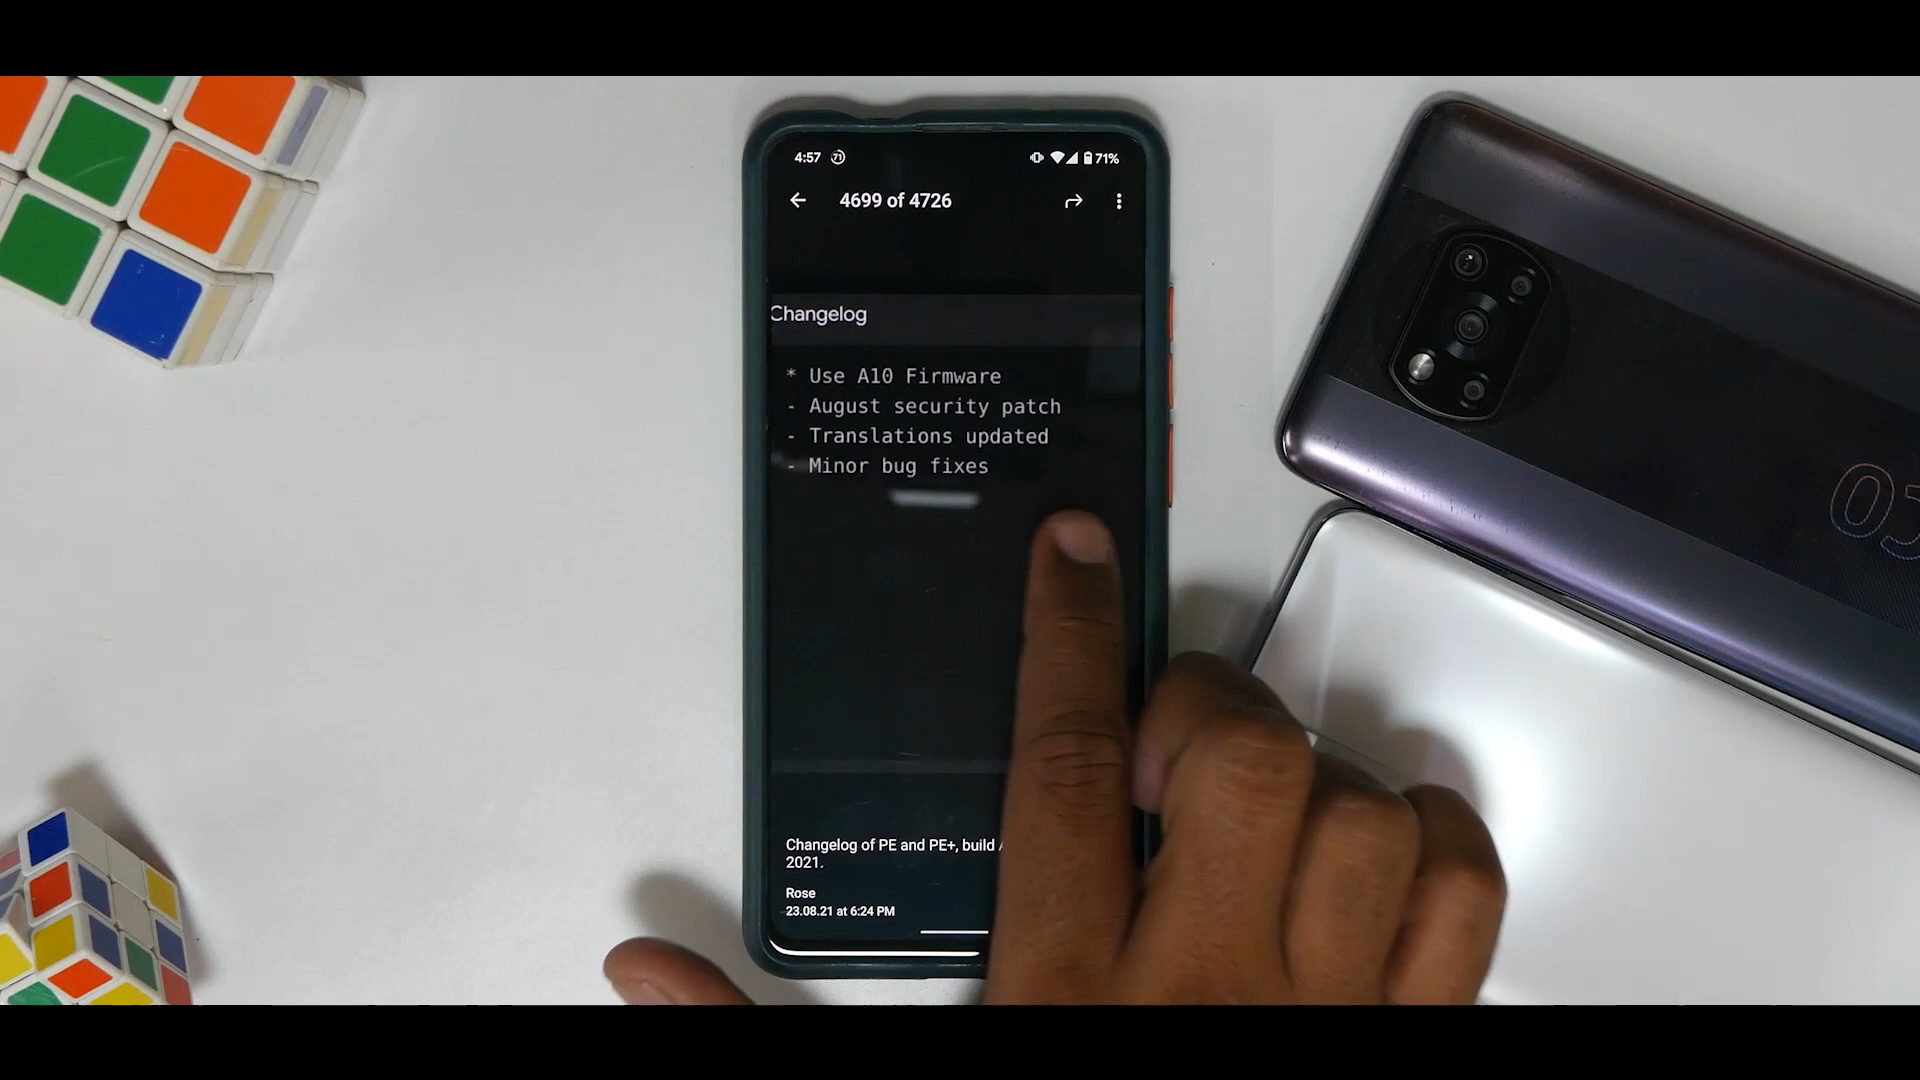 4:57 71 71%
4699 of 4726
Changelog
* Use A10 Firmware
- August security patch
- Translations updated
- Minor bug fixes
Changelog of PE and PE+, build
2021.
Rose
23.08.21 at 6:24 PM